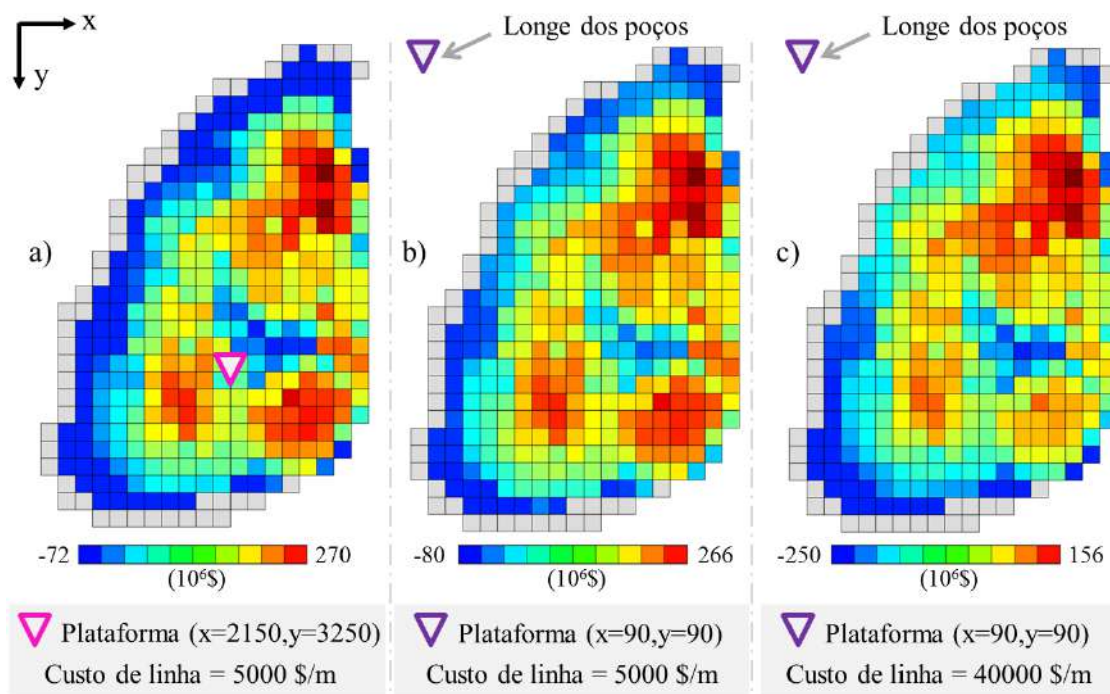 x
y
Longe dos poços
Longe dos poços
a)
b)
c)
-72 270
(10⁶$)
-80 266
(10⁶$)
-250 156
(10⁶$)
Plataforma (x=2150,y=3250)
Custo de linha = 5000 $/m
Plataforma (x=90,y=90)
Custo de linha = 5000 $/m
Plataforma (x=90,y=90)
Custo de linha = 40000 $/m